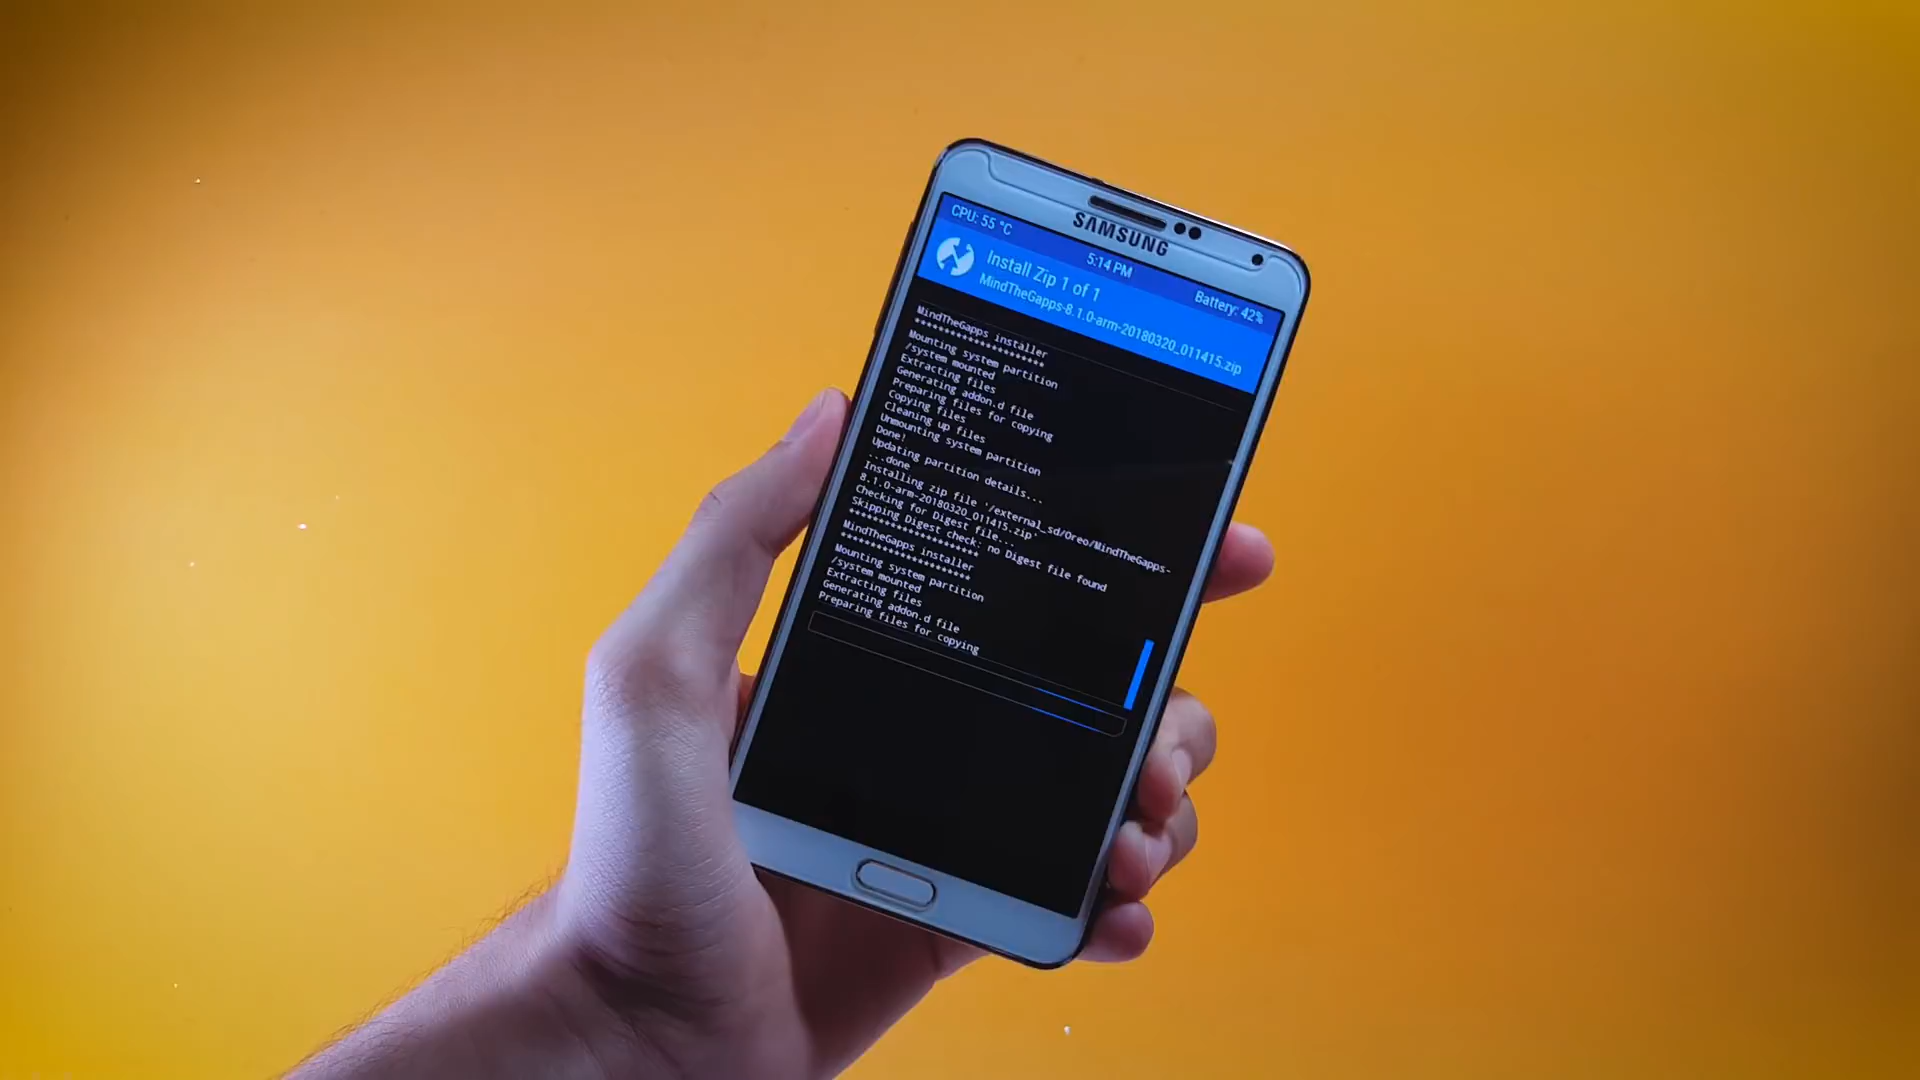 SAMSUNG
CPU: 55 °C
5:14 PM
Battery: 42%
Install Zip 1 of 1
MindTheGapps-8.1.0-arm-20180320_011415.zip
MindTheGapps installer
************************
Mounting system partition
/system mounted
Extracting files
Generating addon.d file
Preparing files for copying
Copying files
Cleaning up files
Unmounting system partition
Done!
Updating partition details...
...done
Installing zip file '/external_sd/Oreo/MindTheGapps-
8.1.0-arm-20180320_011415.zip'
Checking for Digest file...
Skipping Digest check: no Digest file found
************************
MindTheGapps installer
************************
Mounting system partition
/system mounted
Extracting files
Generating addon.d file
Preparing files for copying